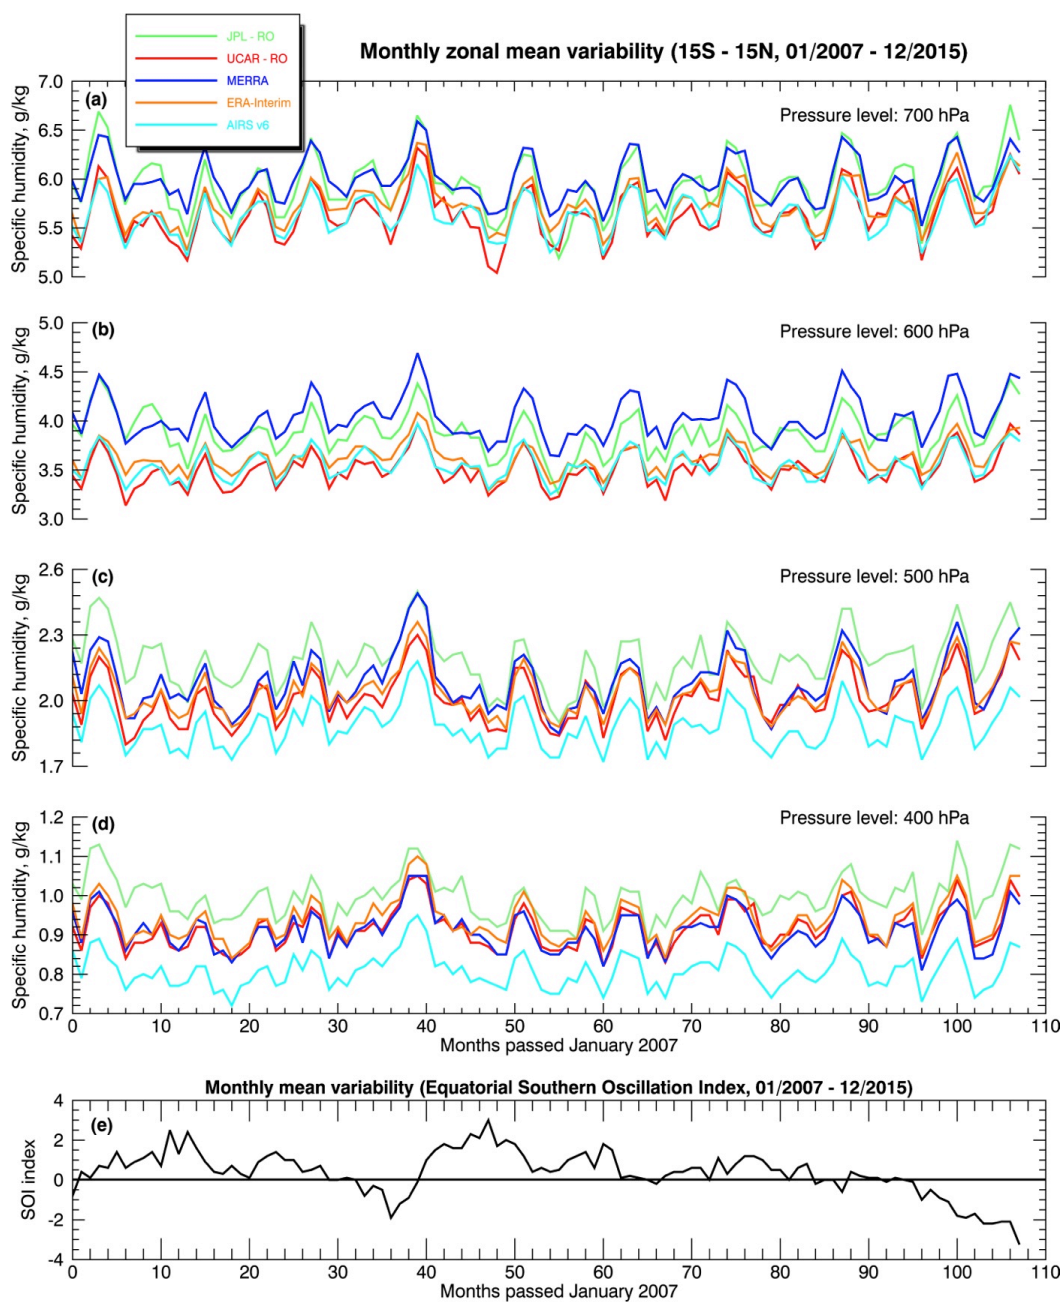 JPL - RO
UCAR - RO
MERRA
ERA-Interim
AIRS v6
Monthly zonal mean variability (15S - 15N, 01/2007 - 12/2015)
(a)
Pressure level: 700 hPa
Specific humidity, g/kg
7.0
6.5
6.0
5.5
5.0
(b)
Pressure level: 600 hPa
Specific humidity, g/kg
5.0
4.5
4.0
3.5
3.0
(c)
Pressure level: 500 hPa
Specific humidity, g/kg
2.6
2.3
2.0
1.7
(d)
Pressure level: 400 hPa
Specific humidity, g/kg
1.2
1.1
1.0
0.9
0.8
0.7
0 10 20 30 40 50 60 70 80 90 100 110
Months passed January 2007
Monthly mean variability (Equatorial Southern Oscillation Index, 01/2007 - 12/2015)
(e)
SOI index
4
2
0
-2
-4
0 10 20 30 40 50 60 70 80 90 100 110
Months passed January 2007